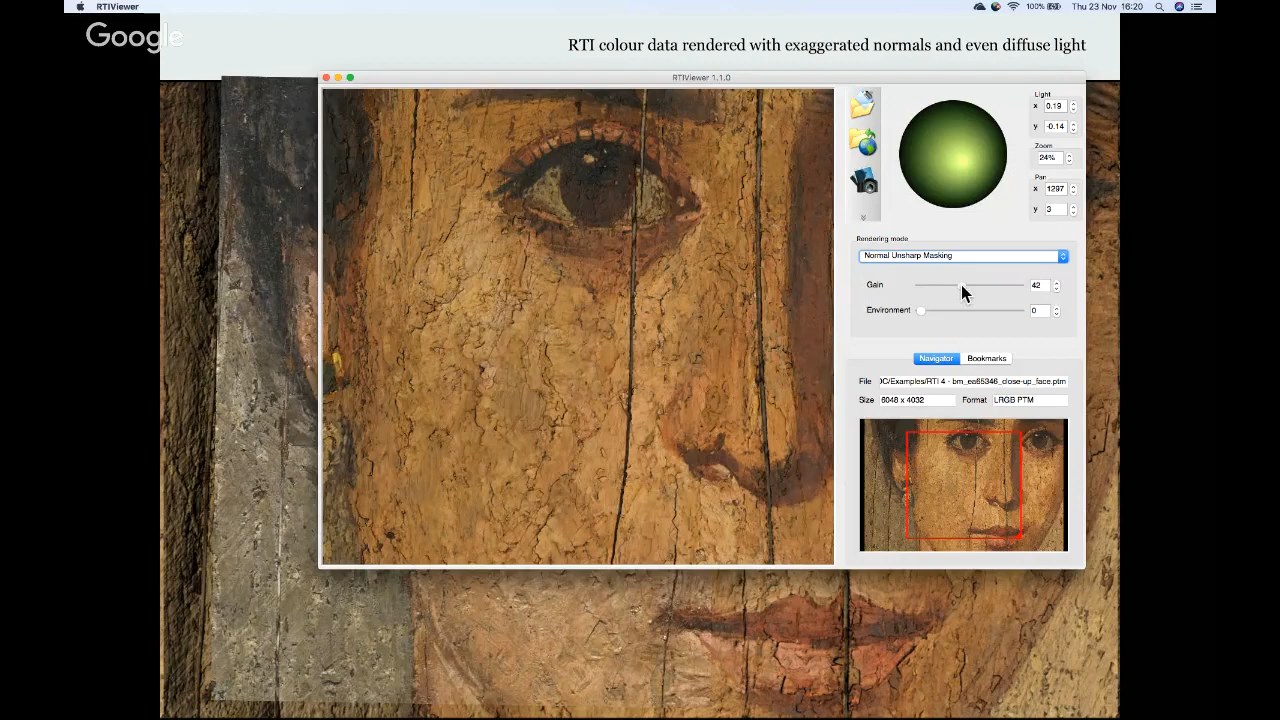 RTIViewer
100%
Thu 23 Nov 16:20
Google
RTI colour data rendered with exaggerated normals and even diffuse light
RTIViewer 1.1.0
Light
x 0.19
y -0.14
Zoom
24%
Pan
x 1297
y 3
Rendering mode
Normal Unsharp Masking
Gain 42
Environment 0
Navigator Bookmarks
File C/Examples/RTI 4 - bm_ea65346_close-up_face.ptm
Size 6048 x 4032 Format LRGB PTM